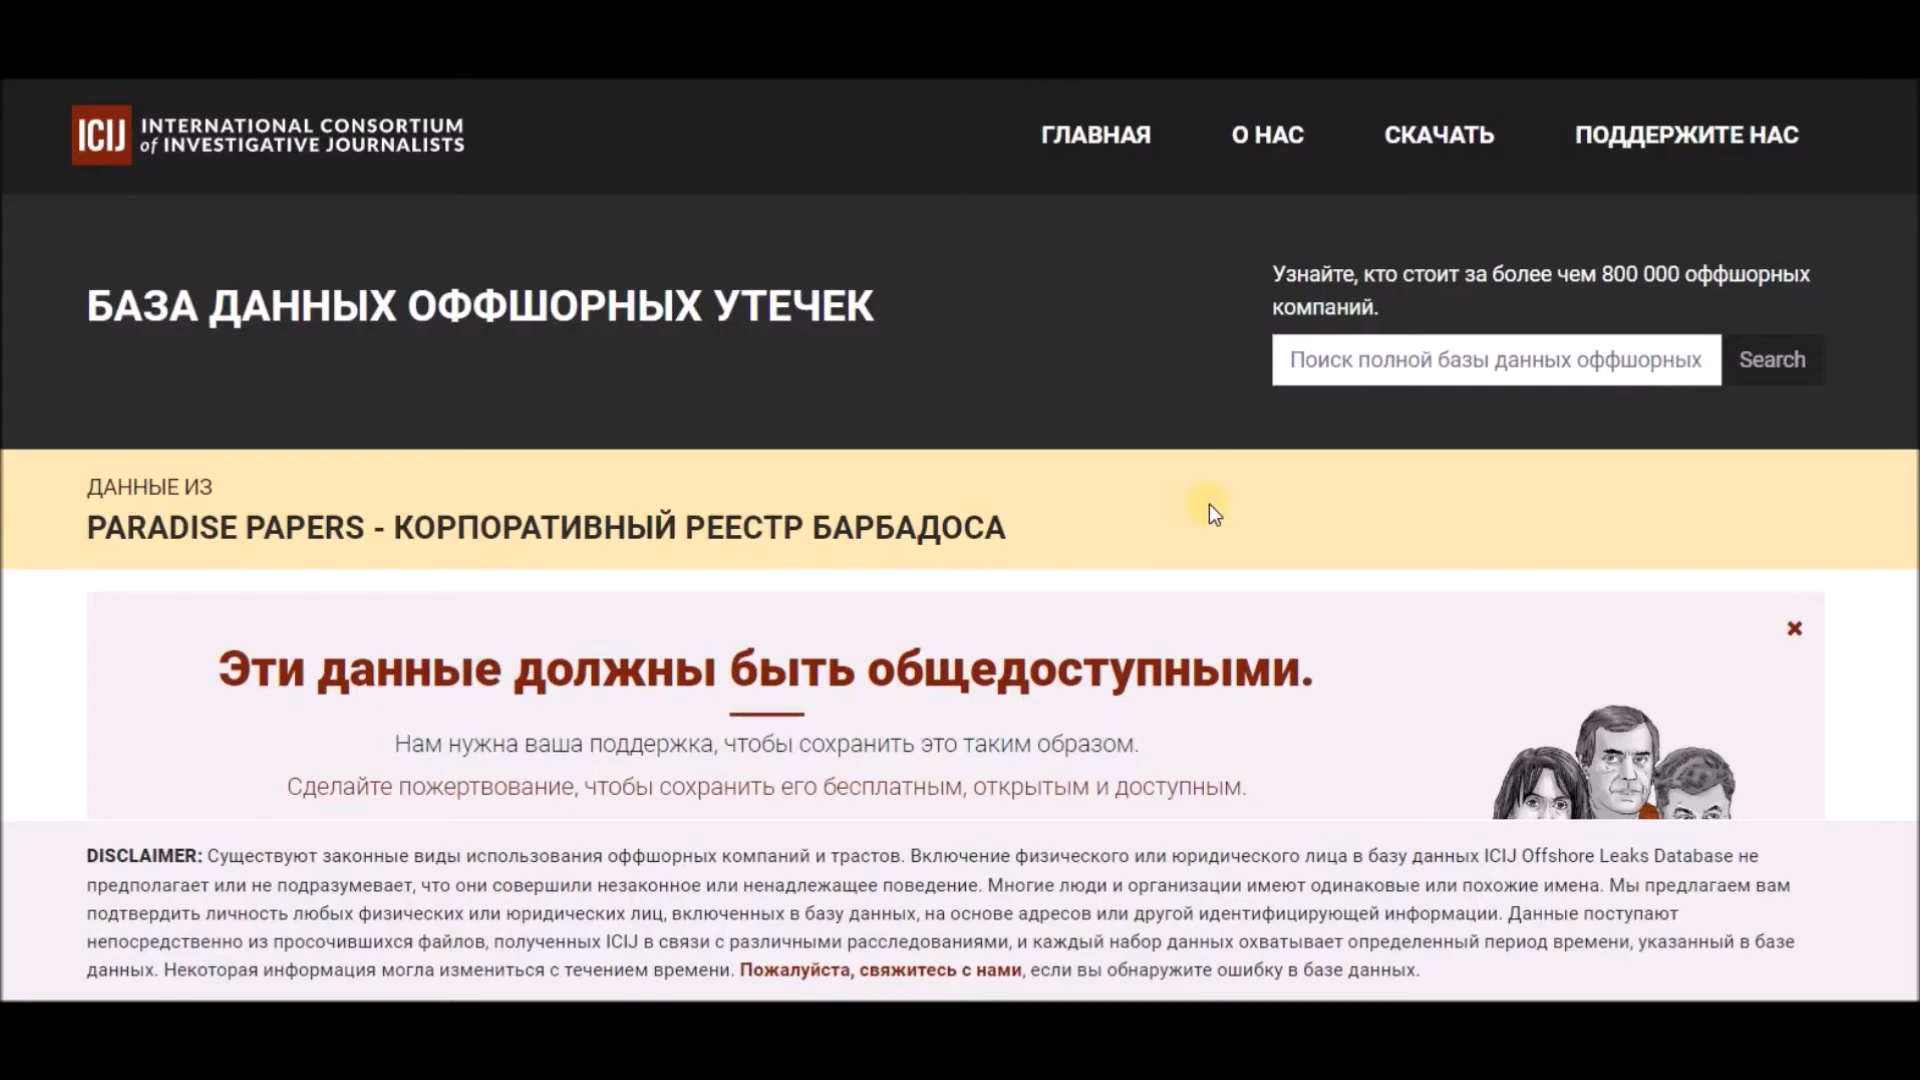 ICIJ INTERNATIONAL CONSORTIUM
of INVESTIGATIVE JOURNALISTS
ГЛАВНАЯ О НАС СКАЧАТЬ ПОДДЕРЖИТЕ НАС
БАЗА ДАННЫХ ОФФШОРНЫХ УТЕЧЕК
Узнайте, кто стоит за более чем 800 000 оффшорных
компаний.
Поиск полной базы данных оффшорных Search
ДАННЫЕ ИЗ
PARADISE PAPERS - КОРПОРАТИВНЫЙ РЕЕСТР БАРБАДОСА
Эти данные должны быть общедоступными.
Нам нужна ваша поддержка, чтобы сохранить это таким образом.
Сделайте пожертвование, чтобы сохранить его бесплатным, открытым и доступным.
DISCLAIMER: Существуют законные виды использования оффшорных компаний и трастов. Включение физического или юридического лица в базу данных ICIJ Offshore Leaks Database не
предполагает или не подразумевает, что они совершили незаконное или ненадлежащее поведение. Многие люди и организации имеют одинаковые или похожие имена. Мы предлагаем вам
подтвердить личность любых физических или юридических лиц, включенных в базу данных, на основе адресов или другой идентифицирующей информации. Данные поступают
непосредственно из просочившихся файлов, полученных ICIJ в связи с различными расследованиями, и каждый набор данных охватывает определенный период времени, указанный в базе
данных. Некоторая информация могла измениться с течением времени. Пожалуйста, свяжитесь с нами, если вы обнаружите ошибку в базе данных.